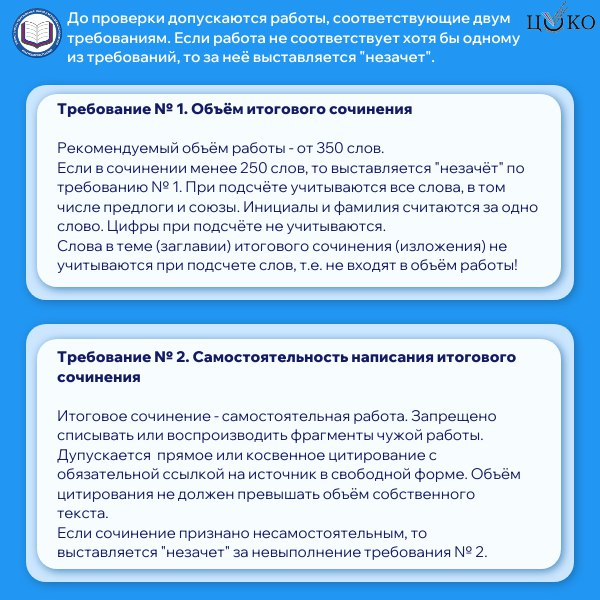 До проверки допускаются работы, соответствующие двум
требованиям. Если работа не соответствует хотя бы одному
из требований, то за неё выставляется "незачет".
ЦОКО
Требование № 1. Объём итогового сочинения
Рекомендуемый объём работы - от 350 слов.
Если в сочинении менее 250 слов, то выставляется "незачёт" по
требованию № 1. При подсчёте учитываются все слова, в том
числе предлоги и союзы. Инициалы и фамилия считаются за одно
слово. Цифры при подсчёте не учитываются.
Слова в теме (заглавии) итогового сочинения (изложения) не
учитываются при подсчете слов, т.е. не входят в объём работы!
Требование № 2. Самостоятельность написания итогового
сочинения
Итоговое сочинение - самостоятельная работа. Запрещено
списывать или воспроизводить фрагменты чужой работы.
Дупускается прямое или косвенное цитирование с
обязательной ссылкой на источник в свободной форме. Объём
цитирования не должен превышать объём собственного
текста.
Если сочинение признано несамостоятельным, то
выставляется "незачет" за невыполнение требования № 2.